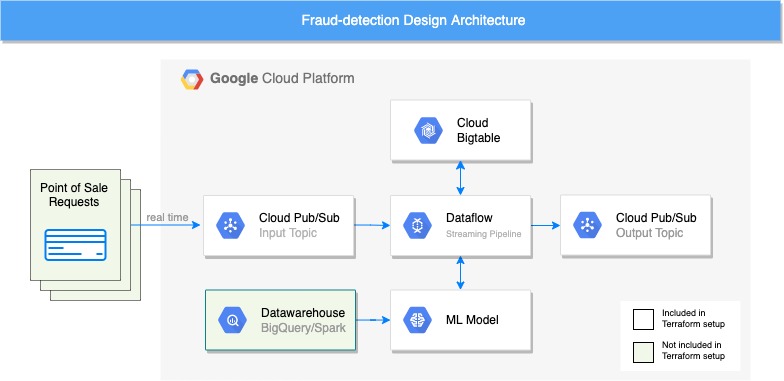 Fraud-detection Design Architecture
Google Cloud Platform
Cloud
Bigtable
Point of Sale
Requests
real time
Cloud Pub/Sub
Input Topic
Dataflow
Streaming Pipeline
Cloud Pub/Sub
Output Topic
Datawarehouse
BigQuery/Spark
ML Model
Included in
Terraform setup
Not included in
Terraform setup